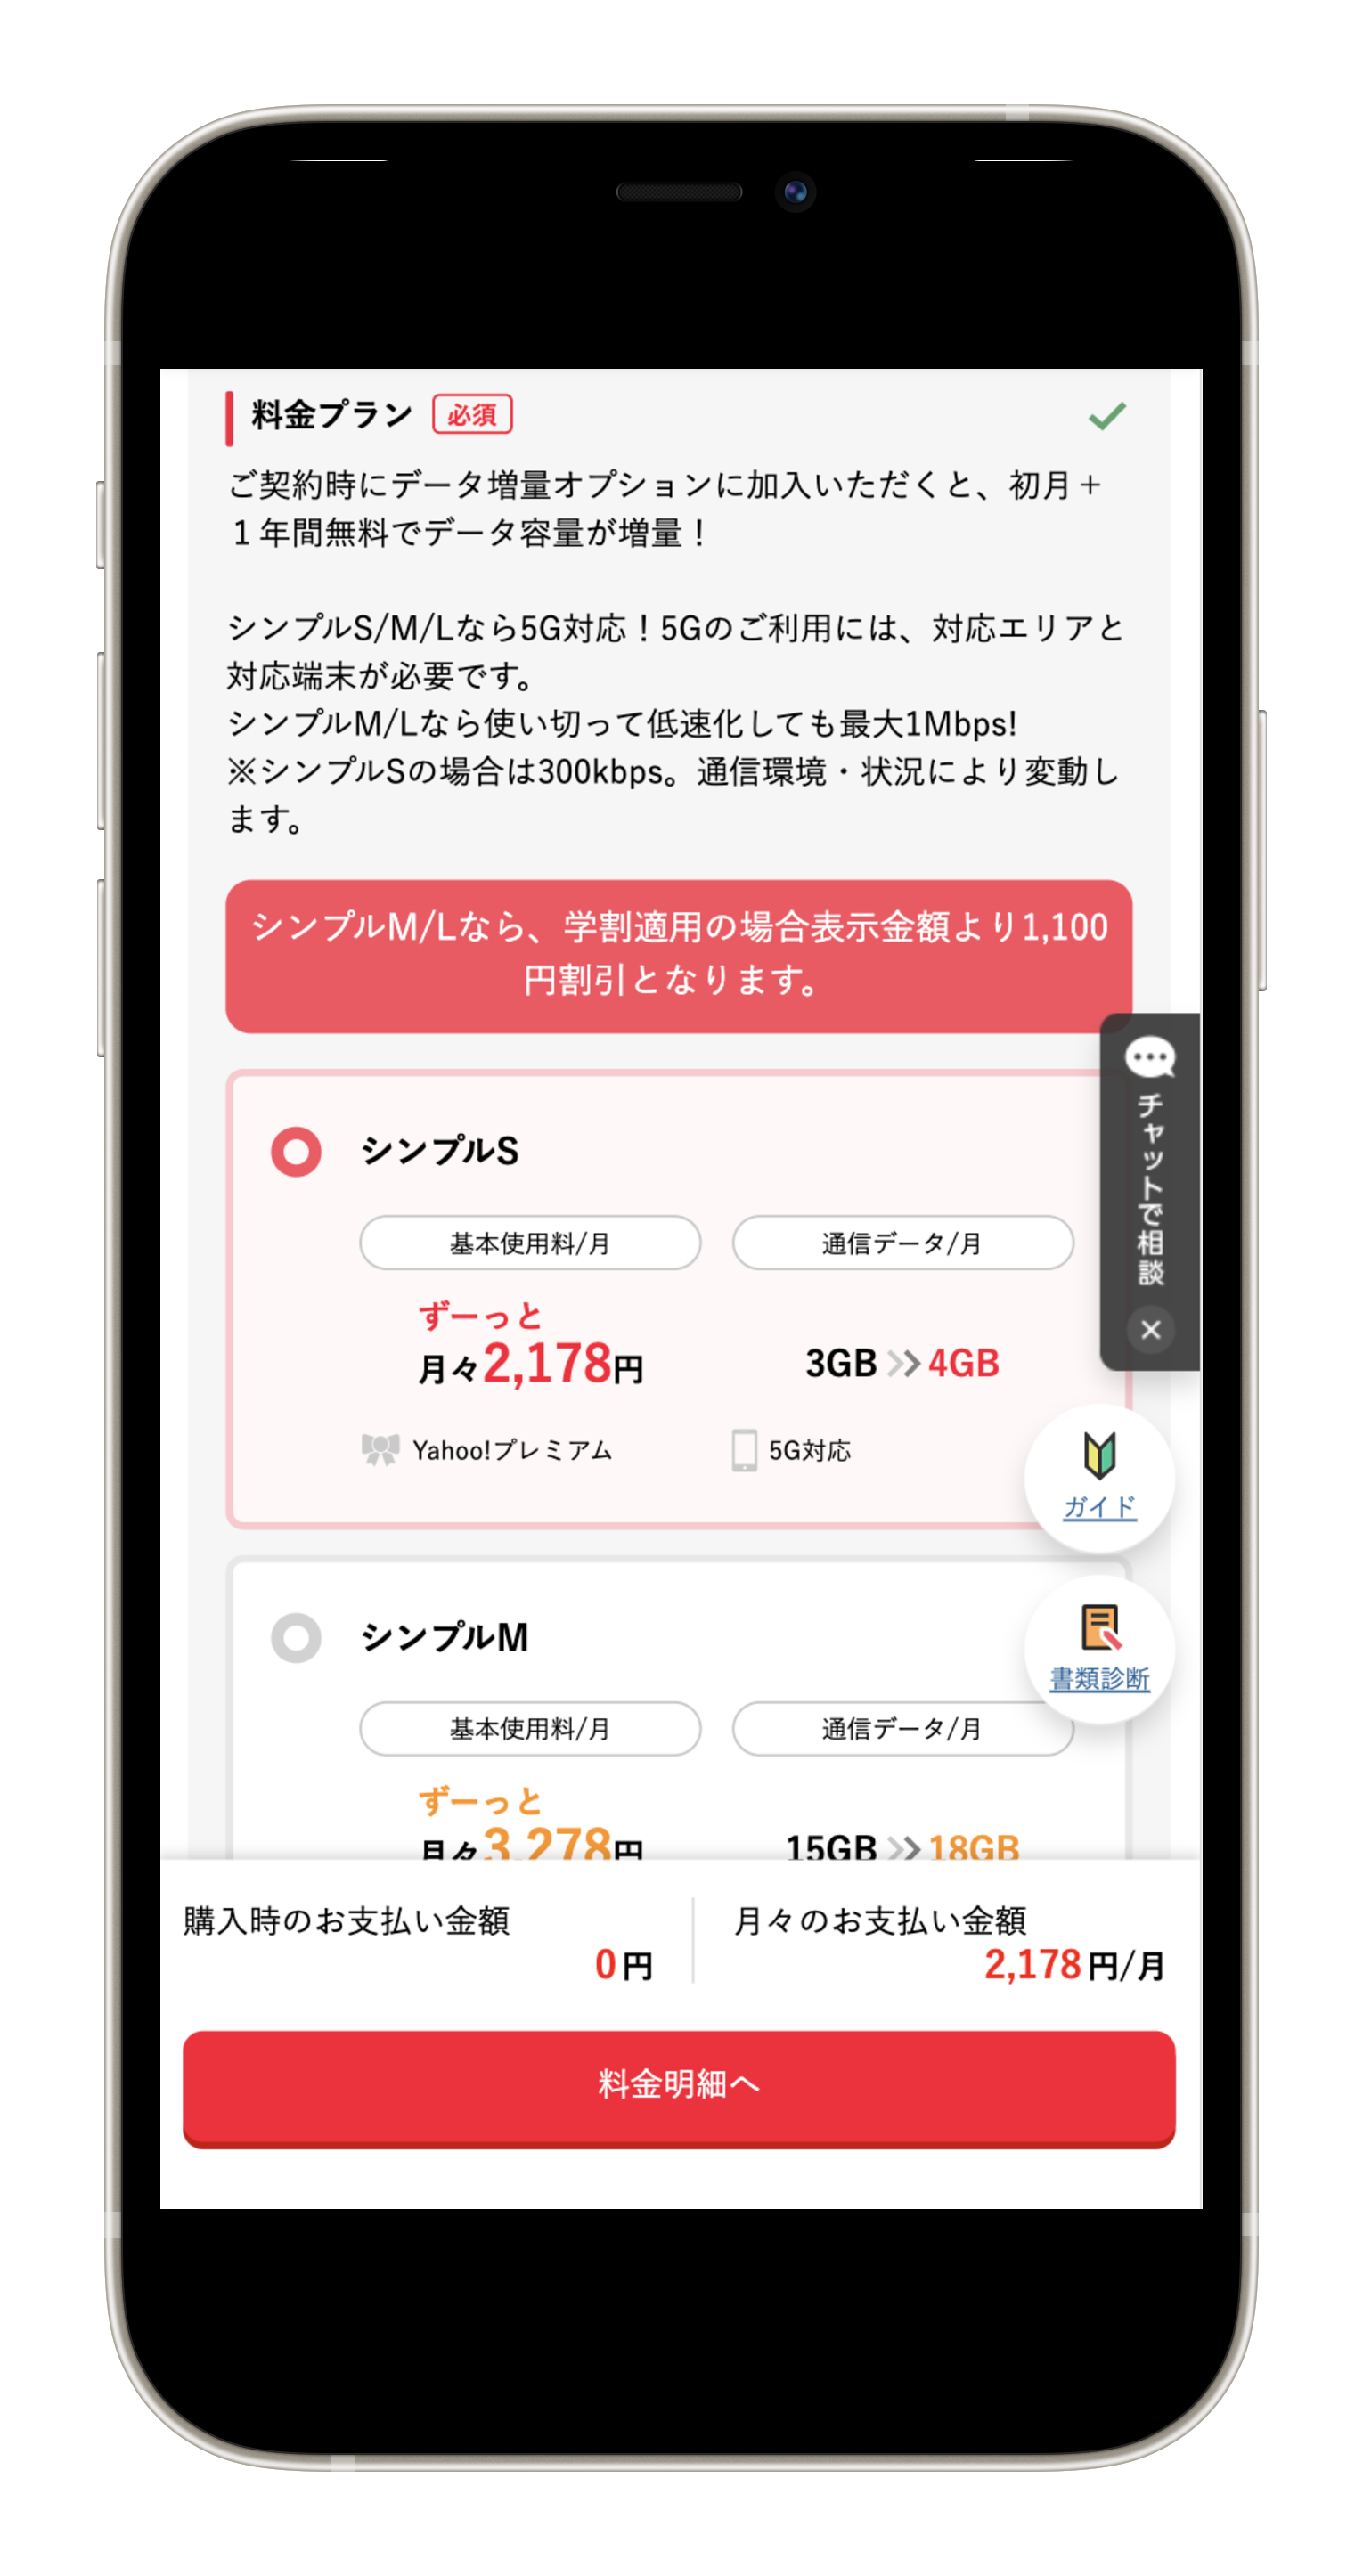 料金プラン 必須
ご契約時にデータ増量オプションに加入いただくと、初月＋
１年間無料でデータ容量が増量！
シンプルS/M/Lなら5G対応！5Gのご利用には、対応エリアと
対応端末が必要です。
シンプルM/Lなら使い切って低速化しても最大1Mbps!
※シンプルSの場合は300kbps。通信環境・状況により変動し
ます。
シンプルM/Lなら、学割適用の場合表示金額より1,100
円割引となります。
チャットで相談
シンプルS
基本使用料/月 通信データ/月
ずーっと
月々2,178円 3GB 4GB
Yahoo!プレミアム 5G対応
ガイド
シンプルM
書類診断
基本使用料/月 通信データ/月
ずーっと
月々3,278円 15GB 18GB
購入時のお支払い金額 月々のお支払い金額
0円 2,178円/月
料金明細へ